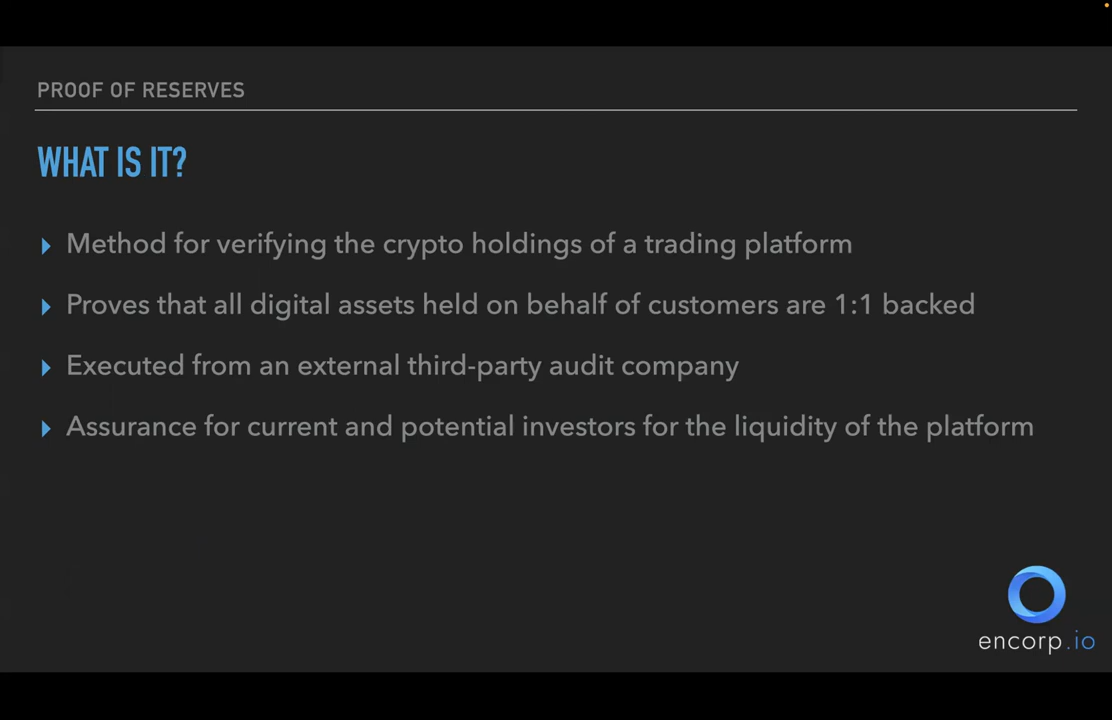 PROOF OF RESERVES
WHAT IS IT?
Method for verifying the crypto holdings of a trading platform
Proves that all digital assets held on behalf of customers are 1:1 backed
Executed from an external third-party audit company
Assurance for current and potential investors for the liquidity of the platform
encorp.io